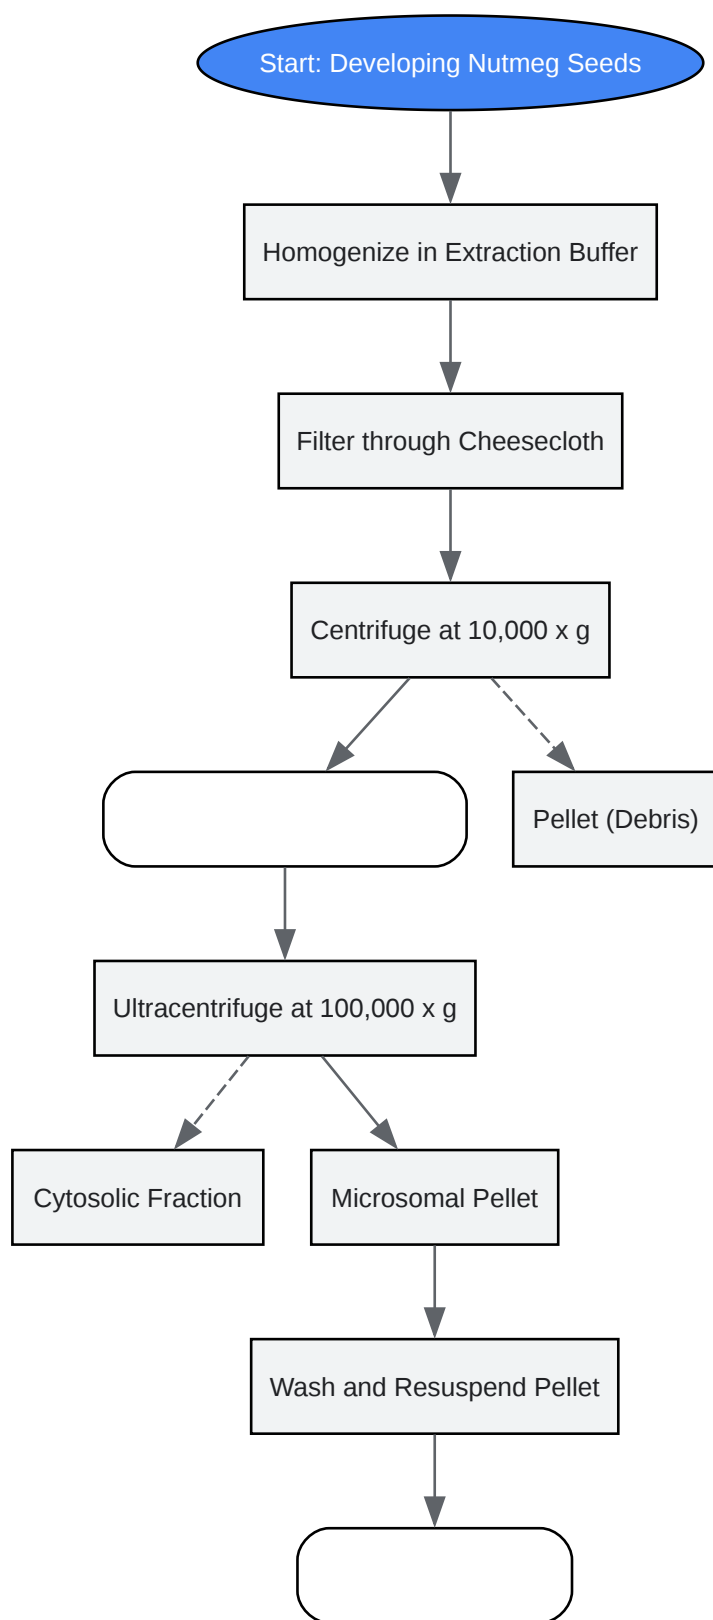 Start: Developing Nutmeg Seeds
Homogenize in Extraction Buffer
Filter through Cheesecloth
Centrifuge at 10,000 x g
Pellet (Debris)
Ultracentrifuge at 100,000 x g
Cytosolic Fraction
Microsomal Pellet
Wash and Resuspend Pellet